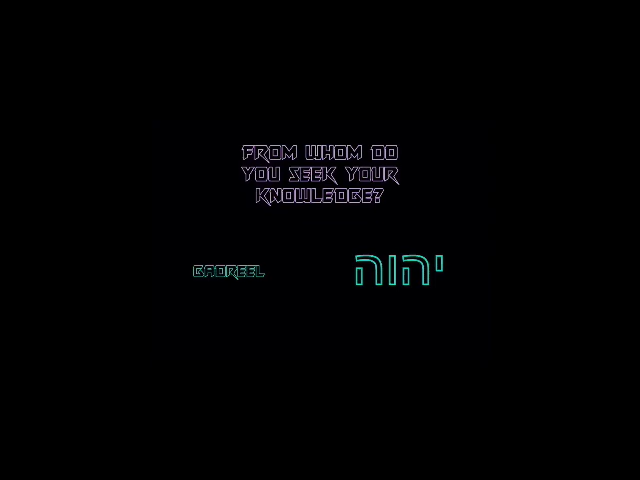 FROM WHOM DO
YOU SEEK YOUR
KNOWLEDGE?
GADREEL
יהוה